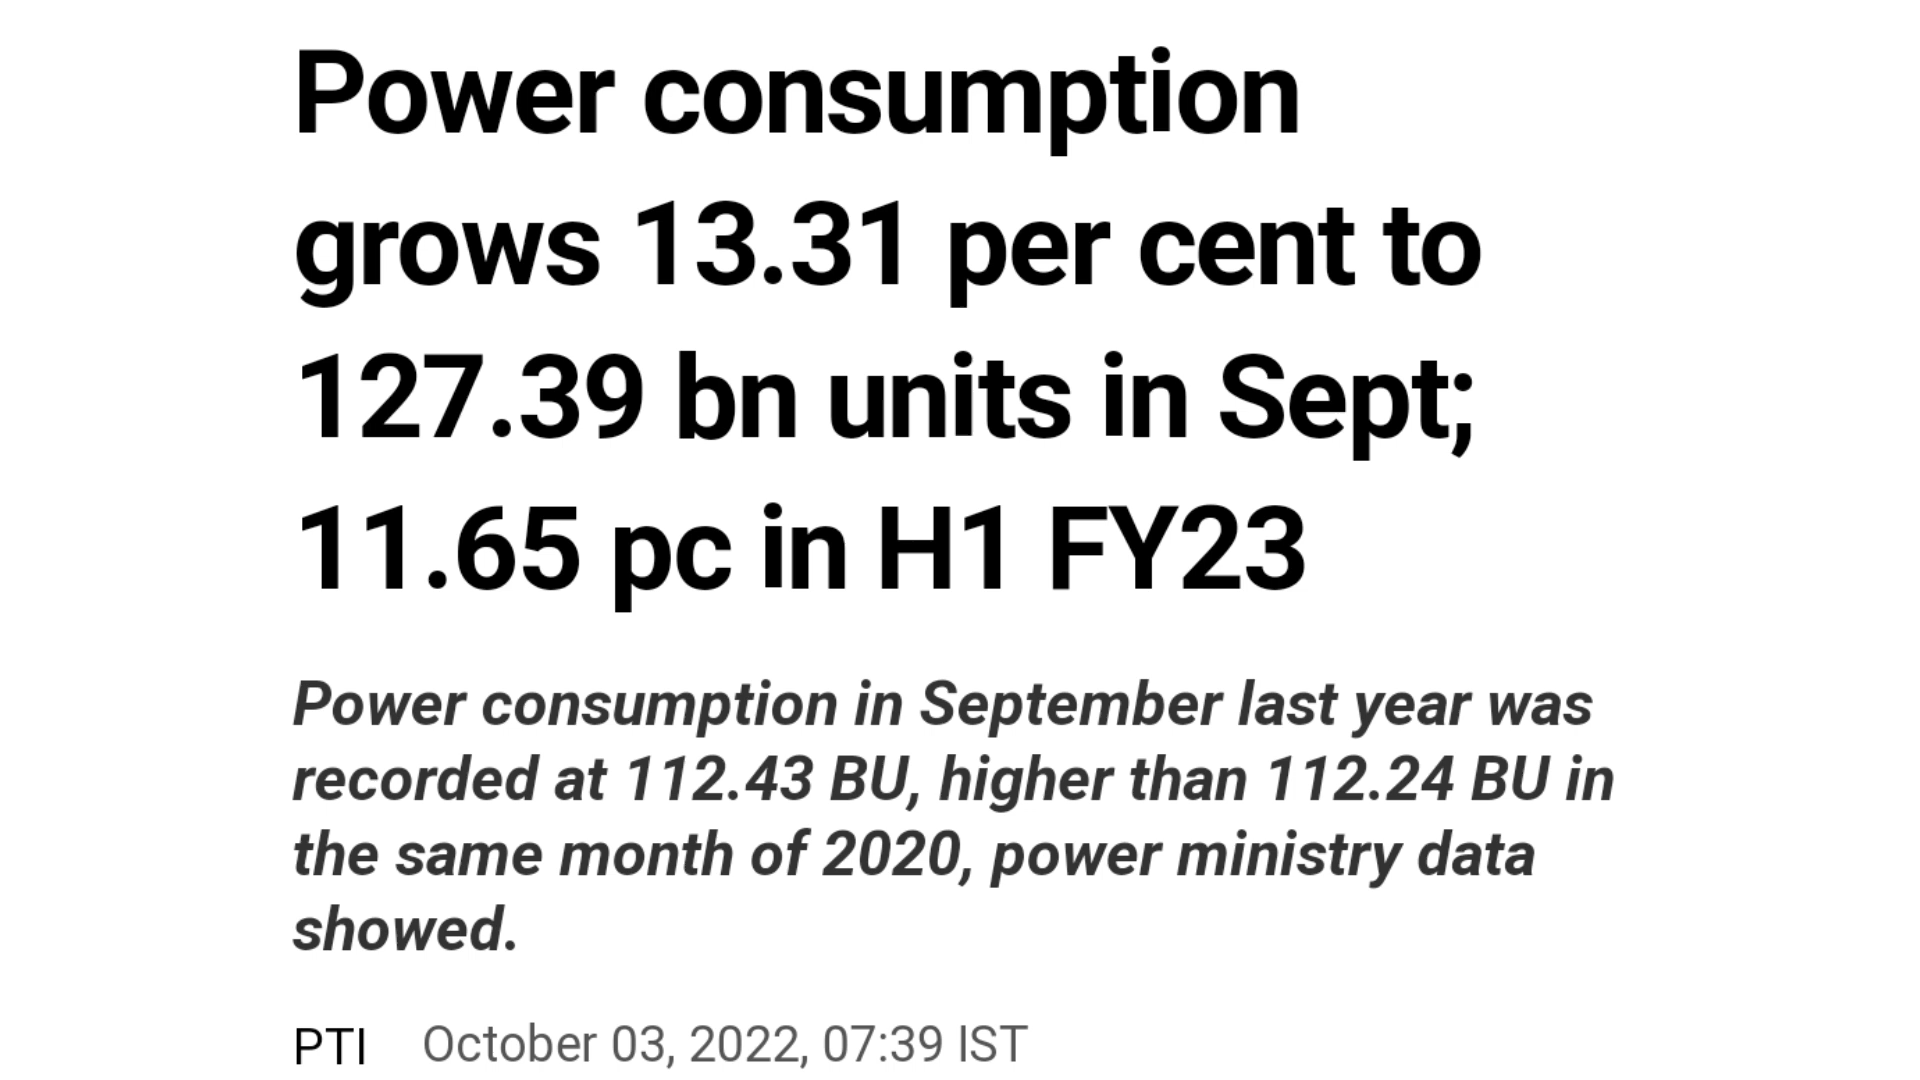 Power consumption
grows 13.31 per cent to
127.39 bn units in Sept;
11.65 pc in H1 FY23
Power consumption in September last year was
recorded at 112.43 BU, higher than 112.24 BU in
the same month of 2020, power ministry data
showed.
PTI October 03, 2022, 07:39 IST